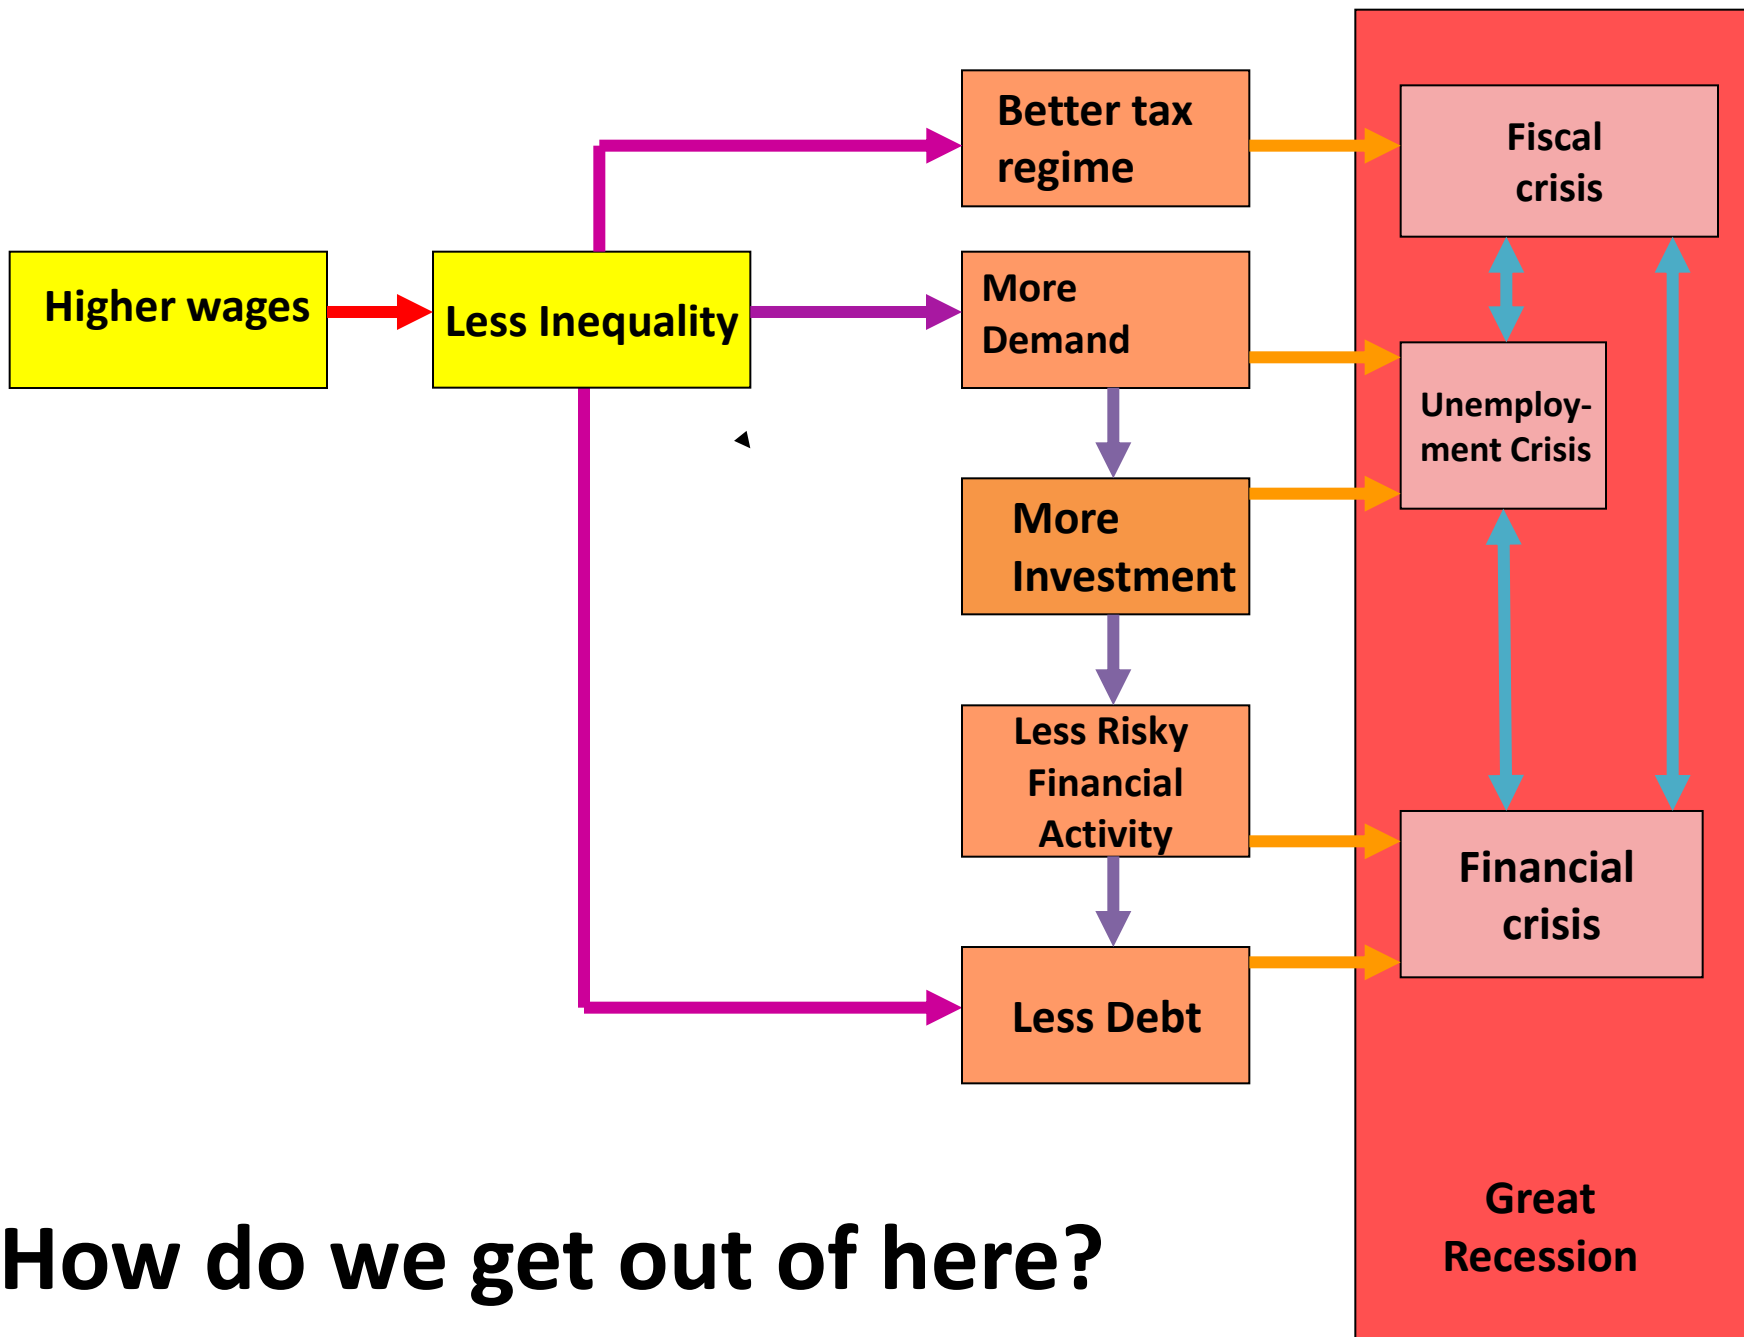 Better tax
regime
Fiscal
crisis
Higher wages
Less Inequality
More
Demand
Unemploy-
ment Crisis
More
Investment
Less Risky
Financial
Activity
Financial
crisis
Less Debt
Great
Recession
How do we get out of here?